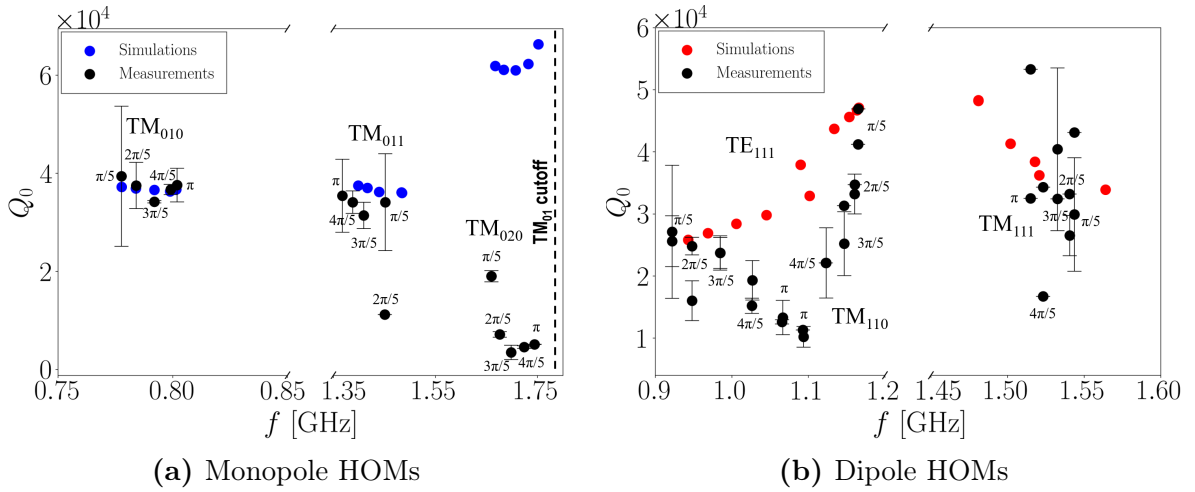 ×10⁴
Simulations
Measurements
TM₀₁₀
π/5
2π/5
3π/5
4π/5
π
TM₀₁₁
π
4π/5
3π/5
2π/5
π/5
TM₀₂₀
π/5
2π/5
3π/5
4π/5
π
TM₀₁ cutoff
Q₀
6
4
2
0
0.75
0.80
0.85
1.35
1.55
1.75
f [GHz]
(a) Monopole HOMs
×10⁴
Simulations
Measurements
TE₁₁₁
π/5
2π/5
3π/5
4π/5
π
TM₁₁₀
π
4π/5
3π/5
2π/5
π/5
TM₁₁₁
π
4π/5
3π/5
2π/5
π/5
Q₀
6
5
4
3
2
1
0.9
1.0
1.1
1.2
1.45
1.50
1.55
1.60
f [GHz]
(b) Dipole HOMs